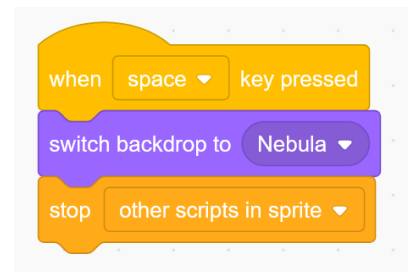 when space key pressed
switch backdrop to Nebula
stop other scripts in sprite